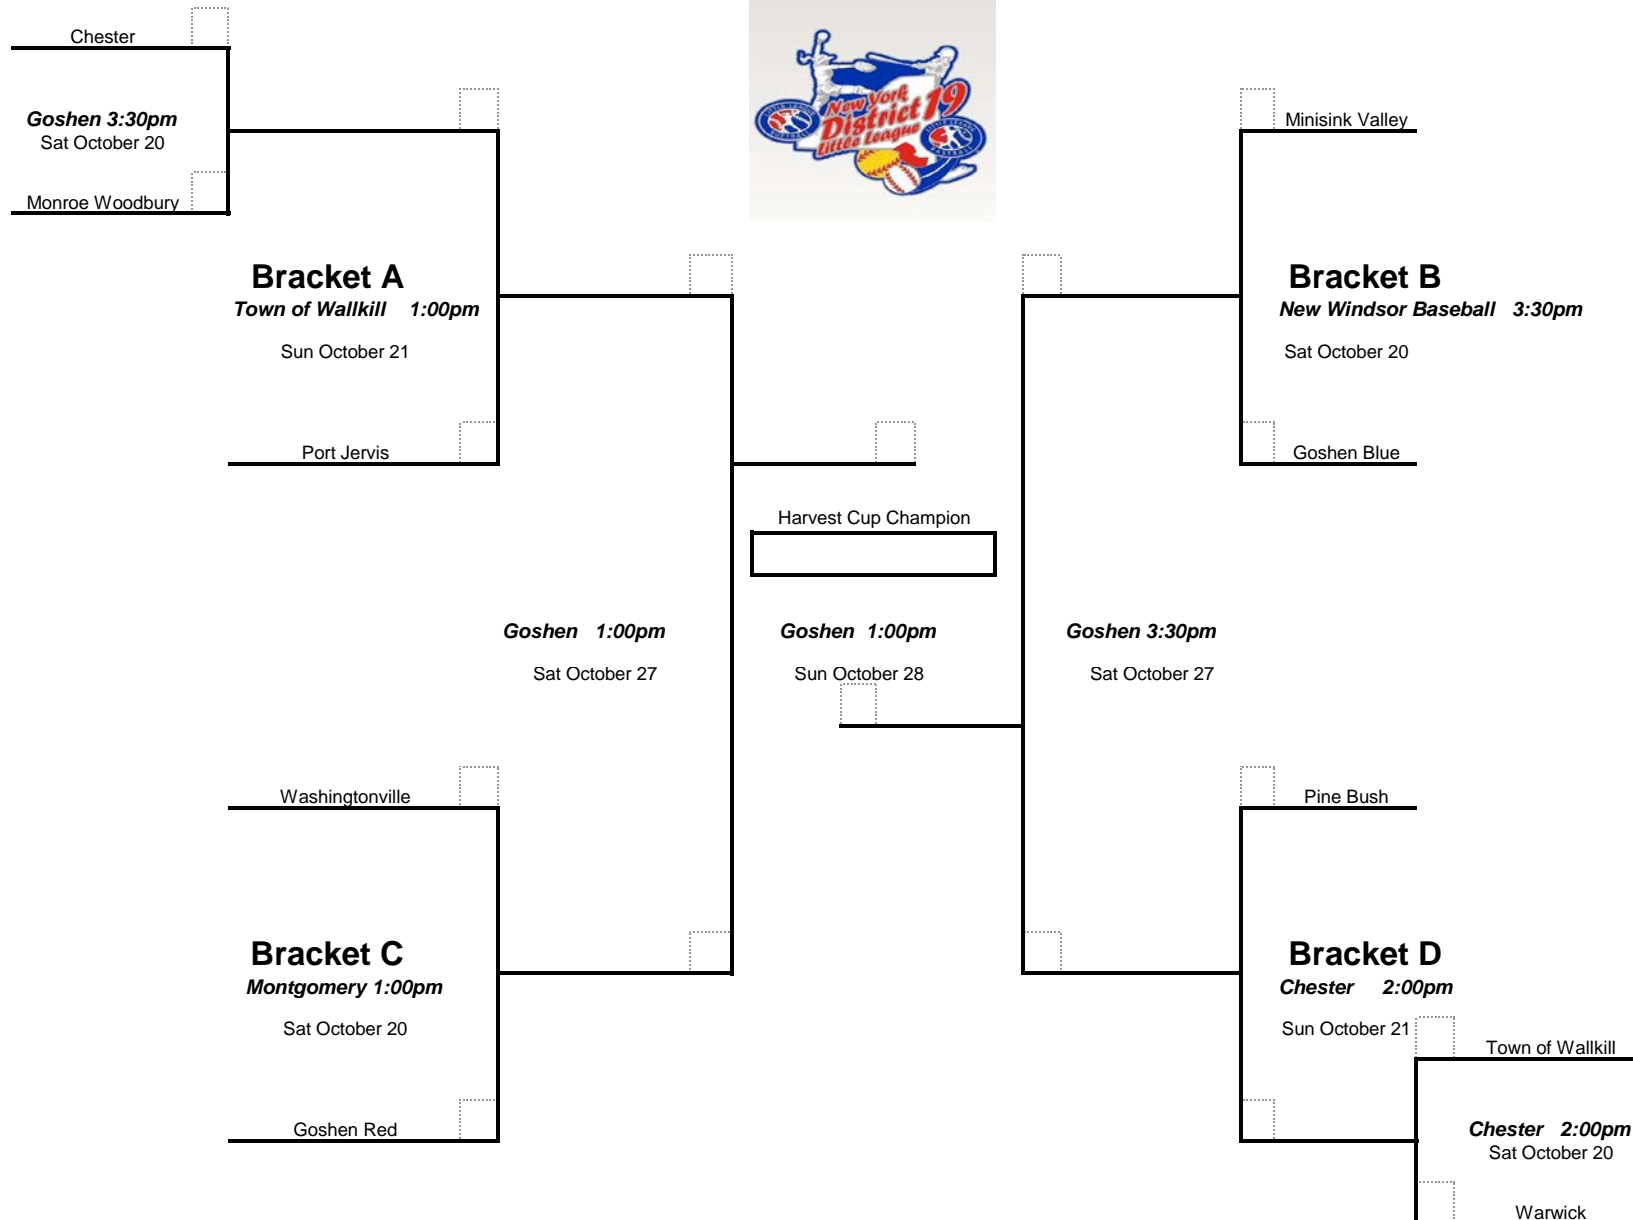 Chester
Goshen 3:30pm
Sat October 20
Monroe Woodbury
New York
District 19
Little League
Minisink Valley
Bracket A
Town of Wallkill 1:00pm
Sun October 21
Port Jervis
Bracket B
New Windsor Baseball 3:30pm
Sat October 20
Goshen Blue
Harvest Cup Champion
Goshen 1:00pm
Sat October 27
Goshen 1:00pm
Sun October 28
Goshen 3:30pm
Sat October 27
Washingtonville
Bracket C
Montgomery 1:00pm
Sat October 20
Goshen Red
Pine Bush
Bracket D
Chester 2:00pm
Sun October 21
Town of Wallkill
Chester 2:00pm
Sat October 20
Warwick